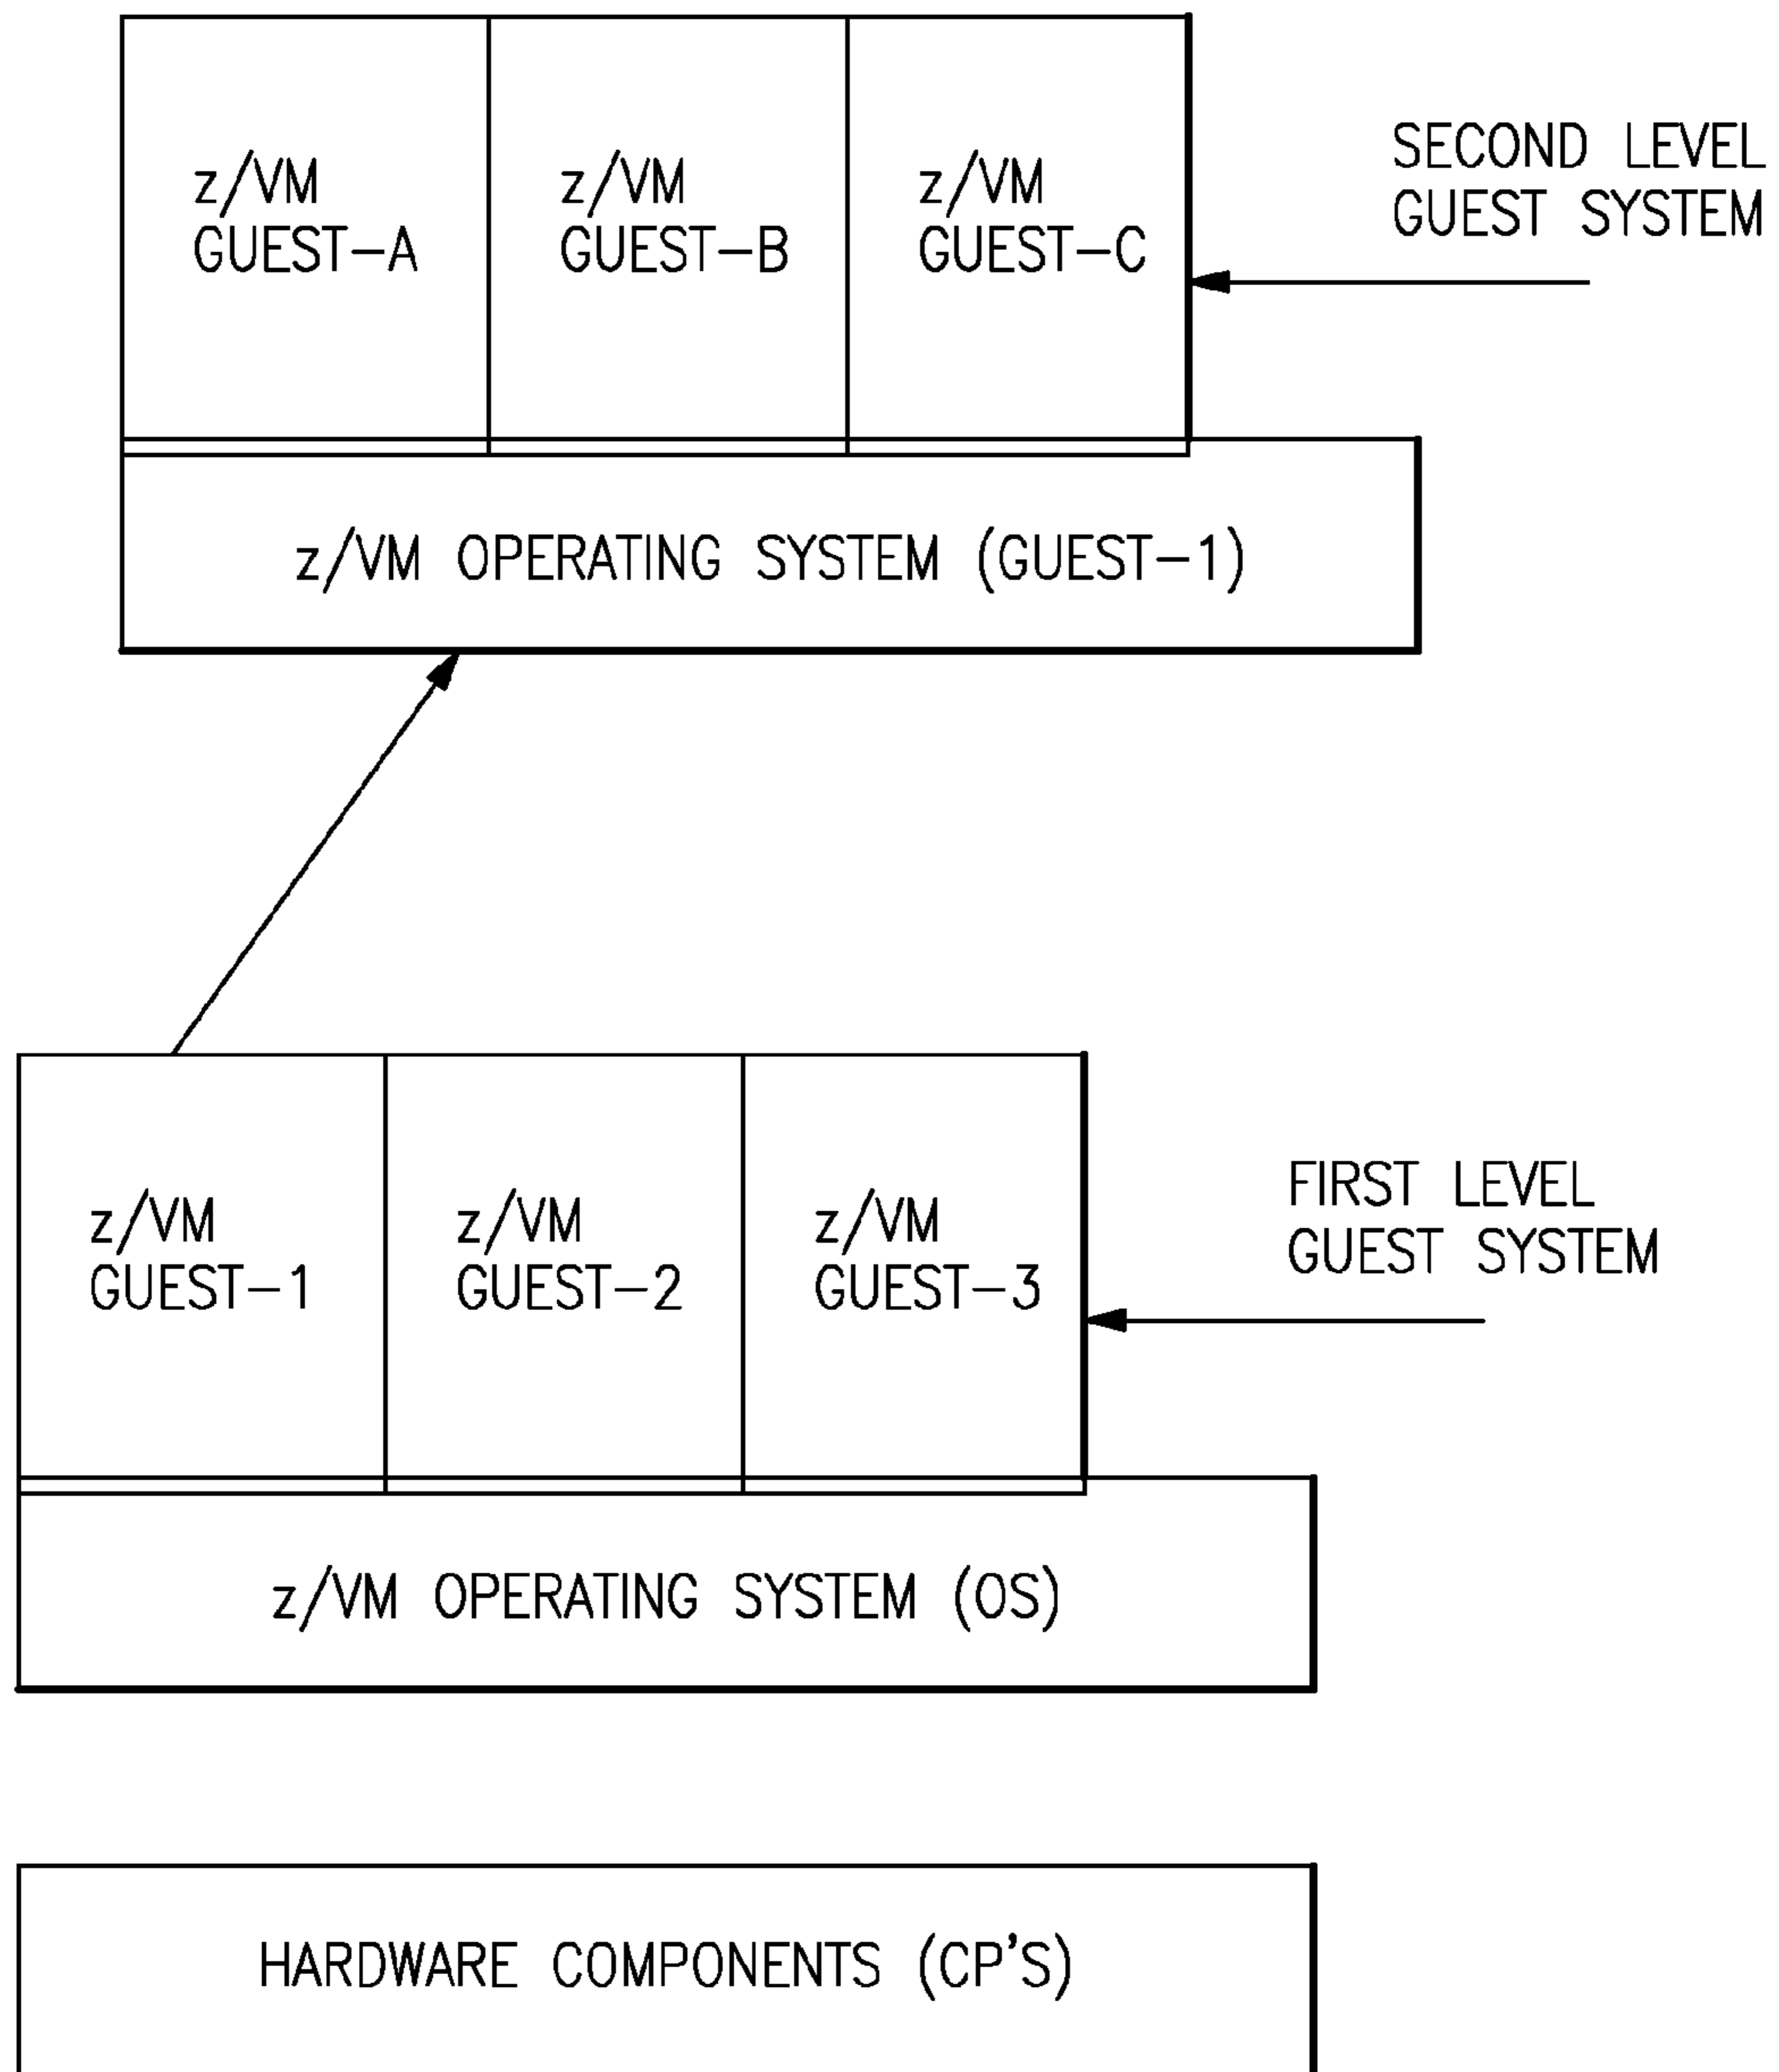 z/VM
GUEST-A
z/VM
GUEST-B
z/VM
GUEST-C
SECOND LEVEL
GUEST SYSTEM
z/VM OPERATING SYSTEM (GUEST-1)
z/VM
GUEST-1
z/VM
GUEST-2
z/VM
GUEST-3
FIRST LEVEL
GUEST SYSTEM
z/VM OPERATING SYSTEM (OS)
HARDWARE COMPONENTS (CP'S)